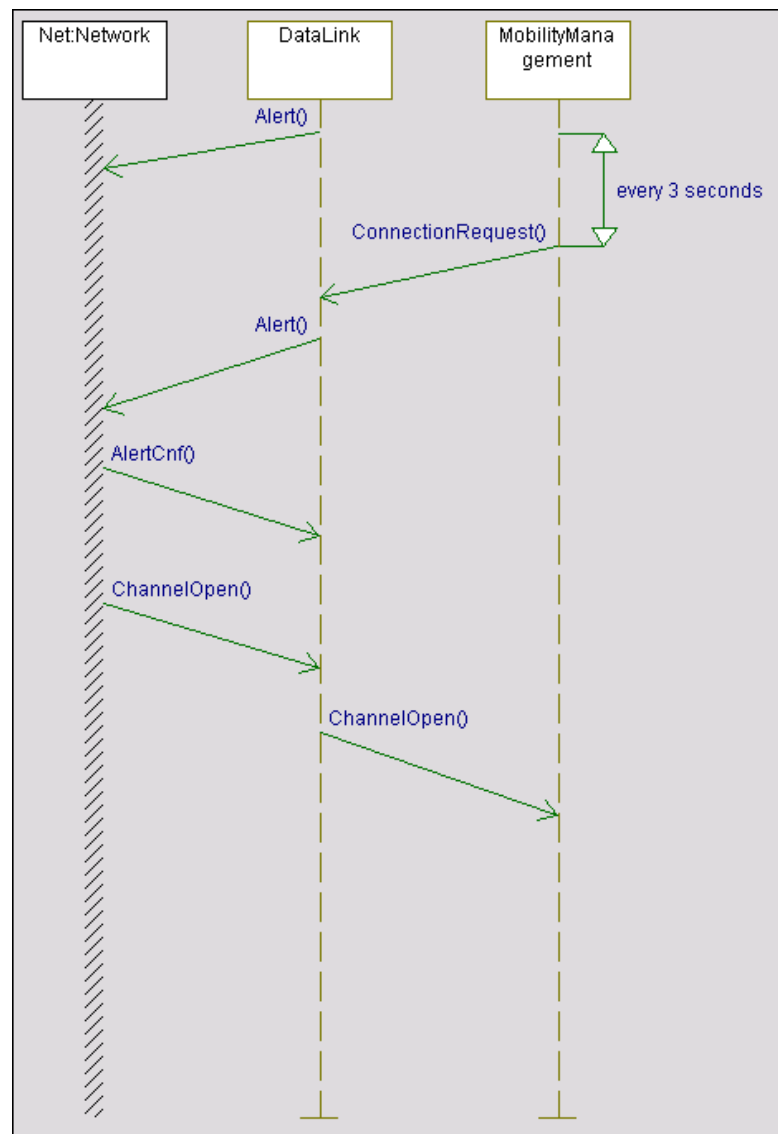 Net:Network
DataLink
MobilityMana
gement
Alert()
every 3 seconds
ConnectionRequest()
Alert()
AlertCnf()
ChannelOpen()
ChannelOpen()